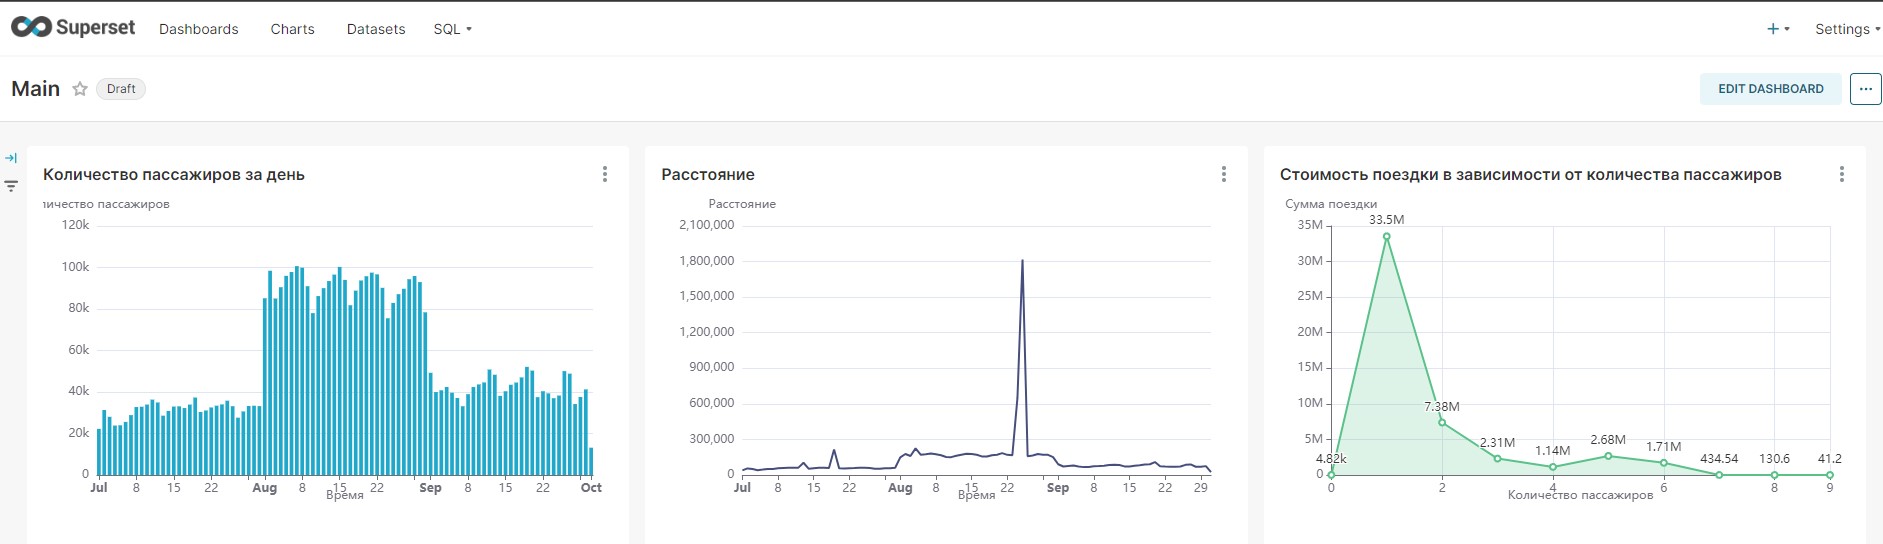 Superset Dashboards Charts Datasets SQL Settings
Main Draft EDIT DASHBOARD
Количество пассажиров за день
ичество пассажиров
120k
100k
80k
60k
40k
20k
0
Jul 8 15 22 Aug 8 15 22 Sep 8 15 22 Oct
Время
Расстояние
Расстояние
2,100,000
1,800,000
1,500,000
1,200,000
900,000
600,000
300,000
0
Jul 8 15 22 Aug 8 15 22 Sep 8 15 22 29
Время
Стоимость поездки в зависимости от количества пассажиров
Сумма поездки
35M
30M
25M
20M
15M
10M
5M
0
33.5M
7.38M
4.82k 2.31M 1.14M 2.68M 1.71M 434.54 130.6 41.2
0 2 4 6 8 9
Количество пассажиров